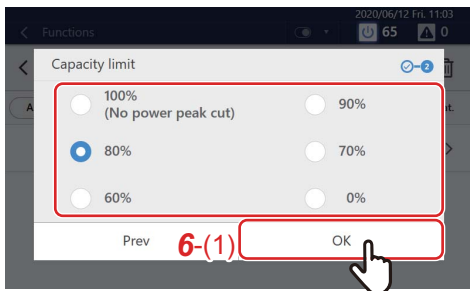 2020/06/12 Fri. 11:03
< Functions 65 0
< Capacity limit 2
A
100%
(No power peak cut)
90%
at.
80%
70%
>
60%
0%
Prev 6-(1) OK